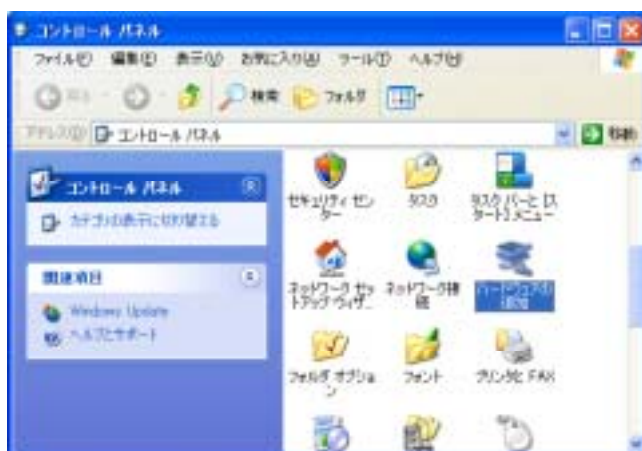 コントロール パネル
ファイル(F) 編集(E) 表示(V) お気に入り(A) ツール(T) ヘルプ(H)
戻る 検索 フォルダ
アドレス(D) コントロール パネル 移動
コントロール パネル
カテゴリの表示に切り替える
関連項目
Windows Update
ヘルプとサポート
セキュリティ セン
ター
タスク
タスク バーと [ス
タート] メニュー
ネットワーク セッ
トアップ ウィザ...
ネットワーク接
続
ハードウェアの
追加
フォルダ オプショ
ン
フォント
プリンタと FAX